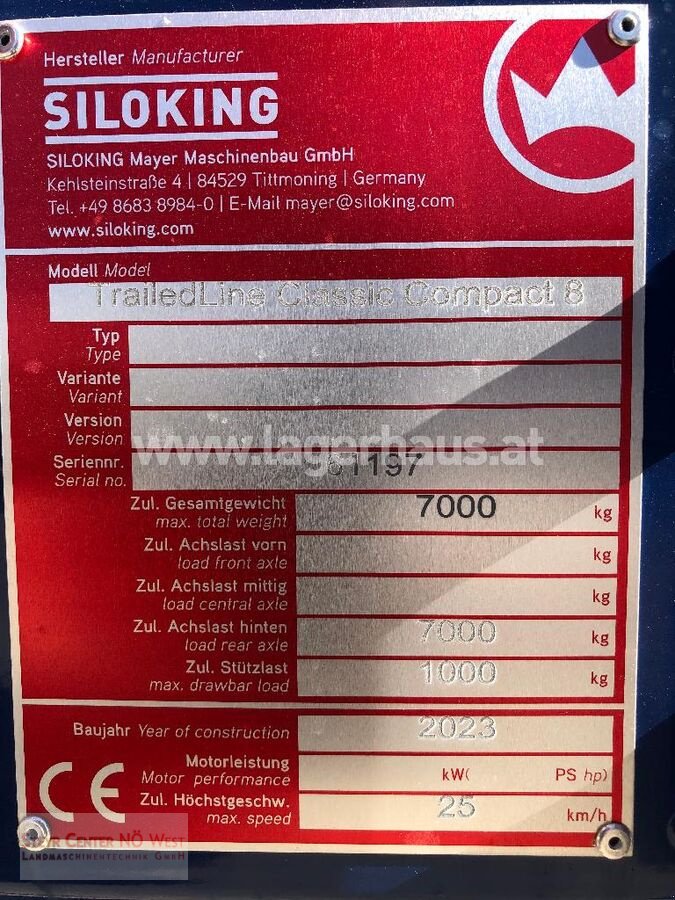 Hersteller Manufacturer
SILOKING
SILOKING Mayer Maschinenbau GmbH
Kehlsteinstraße 4 | 84529 Tittmoning | Germany
Tel. +49 8683 8984-0 | E-Mail mayer@siloking.com
www.siloking.com
Modell Model
TrailedLine Classic Compact 8
Typ
Type
Variante
Variant
Version
Version
www.lagerhaus.at
Seriennr.
Serial no.
Zul. Gesamtgewicht 7000 kg
max. total weight
Zul. Achslast vorn kg
load front axle
Zul. Achslast mittig kg
load central axle
Zul. Achslast hinten 7000 kg
load rear axle
Zul. Stützlast 1000 kg
max. drawbar load
Baujahr Year of construction 2023
Motorleistung
Motor performance kW( PS hp)
CE
Zul. Höchstgeschw. 25 km/h
max. speed
Center NÖ West
Landmaschinentechnik GmbH